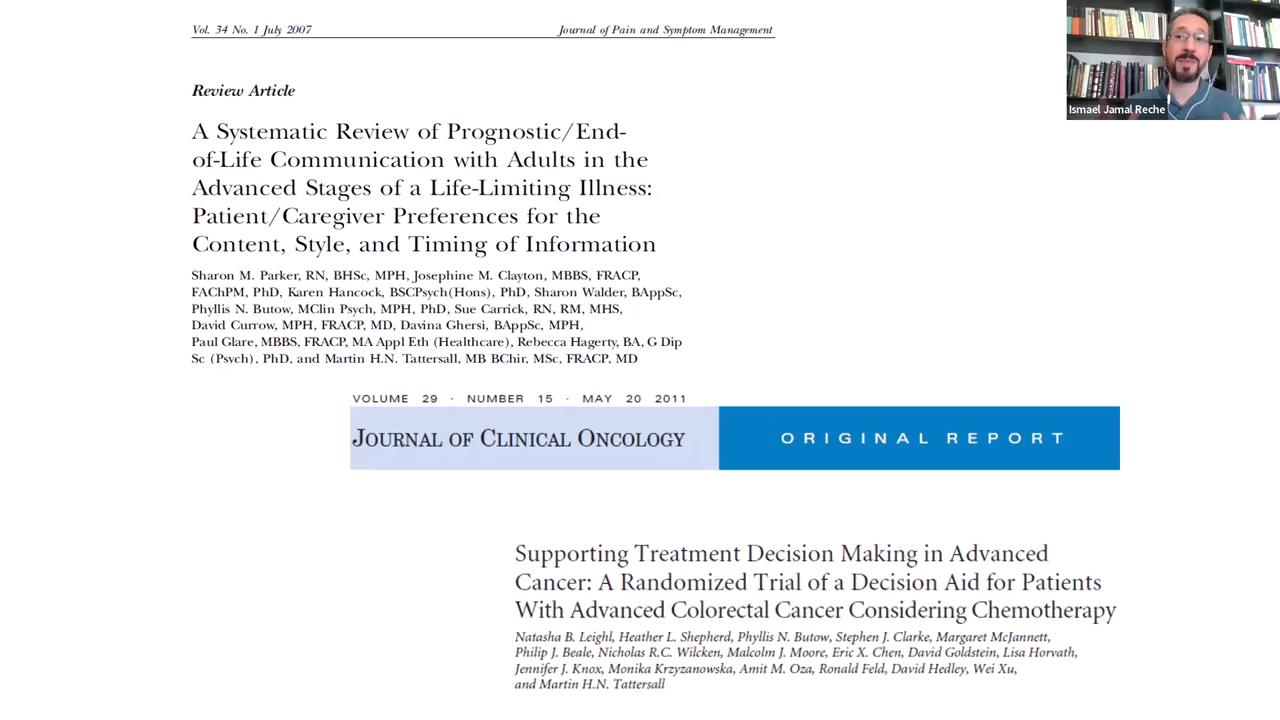 Vol. 34 No. 1 July 2007 Journal of Pain and Symptom Management
Ismael Jamal Reche
Review Article
A Systematic Review of Prognostic/End-
of-Life Communication with Adults in the
Advanced Stages of a Life-Limiting Illness:
Patient/Caregiver Preferences for the
Content, Style, and Timing of Information
Sharon M. Parker, RN, BHSc, MPH, Josephine M. Clayton, MBBS, FRACP,
FAChPM, PhD, Karen Hancock, BSCPsych(Hons), PhD, Sharon Walder, BAppSc,
Phyllis N. Butow, MClin Psych, MPH, PhD, Sue Carrick, RN, RM, MHS,
David Currow, MPH, FRACP, MD, Davina Ghersi, BAppSc, MPH,
Paul Glare, MBBS, FRACP, MA Appl Eth (Healthcare), Rebecca Hagerty, BA, G Dip
Sc (Psych), PhD, and Martin H.N. Tattersall, MB BChir, MSc, FRACP, MD
VOLUME 29 · NUMBER 15 · MAY 20 2011
JOURNAL OF CLINICAL ONCOLOGY ORIGINAL REPORT
Supporting Treatment Decision Making in Advanced
Cancer: A Randomized Trial of a Decision Aid for Patients
With Advanced Colorectal Cancer Considering Chemotherapy
Natasha B. Leighl, Heather L. Shepherd, Phyllis N. Butow, Stephen J. Clarke, Margaret McJannett,
Philip J. Beale, Nicholas R.C. Wilcken, Malcolm J. Moore, Eric X. Chen, David Goldstein, Lisa Horvath,
Jennifer J. Knox, Monika Krzyzanowska, Amit M. Oza, Ronald Feld, David Hedley, Wei Xu,
and Martin H.N. Tattersall